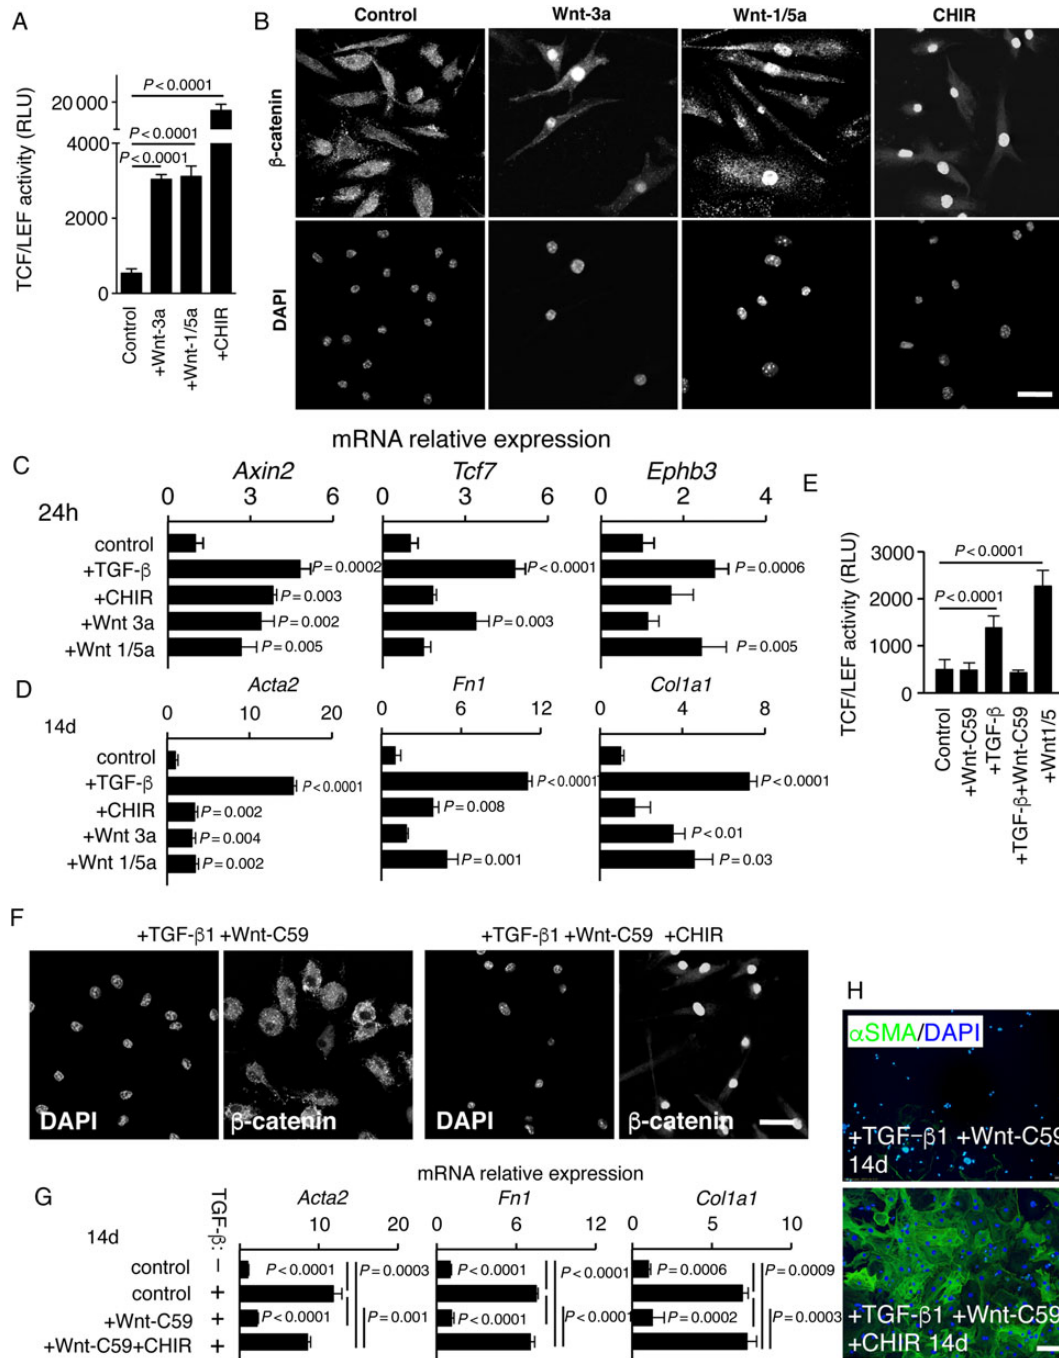 A
TCF/LEF activity (RLU)
20 000
4000
2000
0
P < 0.0001
P < 0.0001
P < 0.0001
Control
+Wnt-3a
+Wnt-1/5a
+CHIR
B
Control
Wnt-3a
Wnt-1/5a
CHIR
β-catenin
DAPI
mRNA relative expression
C
24h
Axin2
Tcf7
Ephb3
0 3 6
0 3 6
0 2 4
control
+TGF-β P = 0.0002 P < 0.0001 P = 0.0006
+CHIR P = 0.003
+Wnt 3a P = 0.002 P = 0.003
+Wnt 1/5a P = 0.005 P = 0.005
D
14d
Acta2
Fn1
Col1a1
0 10 20
0 6 12
0 4 8
control
+TGF-β P < 0.0001 P < 0.0001 P < 0.0001
+CHIR P = 0.002 P = 0.008
+Wnt 3a P = 0.004 P < 0.01
+Wnt 1/5a P = 0.002 P = 0.001 P = 0.03
E
TCF/LEF activity (RLU)
3000
2000
1000
0
P < 0.0001
P < 0.0001
Control
+Wnt-C59
+TGF-β
+TGF-β+Wnt-C59
+Wnt1/5
F
+TGF-β1 +Wnt-C59
+TGF-β1 +Wnt-C59 +CHIR
DAPI
β-catenin
DAPI
β-catenin
G
mRNA relative expression
14d
TGF-β:
Acta2
Fn1
Col1a1
0 10 20
0 6 12
0 5 10
control − P < 0.0001 P = 0.0003 P < 0.0001 P < 0.0001 P = 0.0006 P = 0.0009
control +
+Wnt-C59 + P < 0.0001 P = 0.001 P < 0.0001 P < 0.0001 P = 0.0002 P = 0.0003
+Wnt-C59+CHIR +
H
αSMA/DAPI
+TGF−β1 +Wnt-C59
14d
+TGF−β1 +Wnt-C59
+CHIR 14d